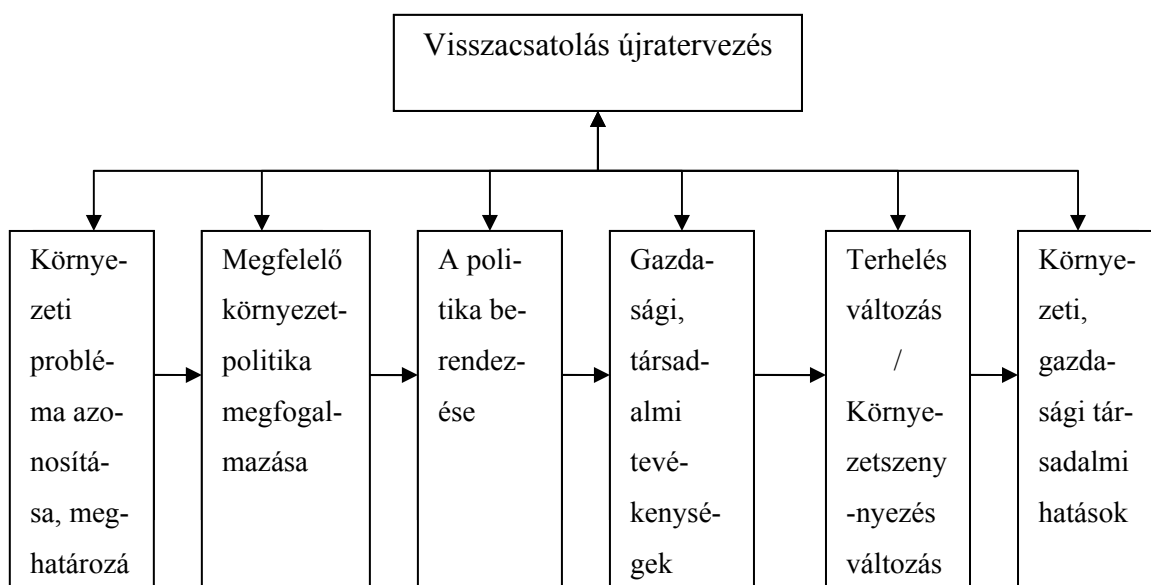 Visszacsatolás újratervezés
Környe-
zeti
problé-
ma azo-
nosítá-
sa, meg-
határozá
Megfelelő
környezet-
politika
megfogal-
mazása
A poli-
tika be-
rendez-
ése
Gazda-
sági,
társad-
almi
tevé-
kenysé-
gek
Terhelés
változás
/
Környe-
zetszeny
-nyezés
változás
Környe-
zeti,
gazda-
sági tár-
sadalmi
hatások